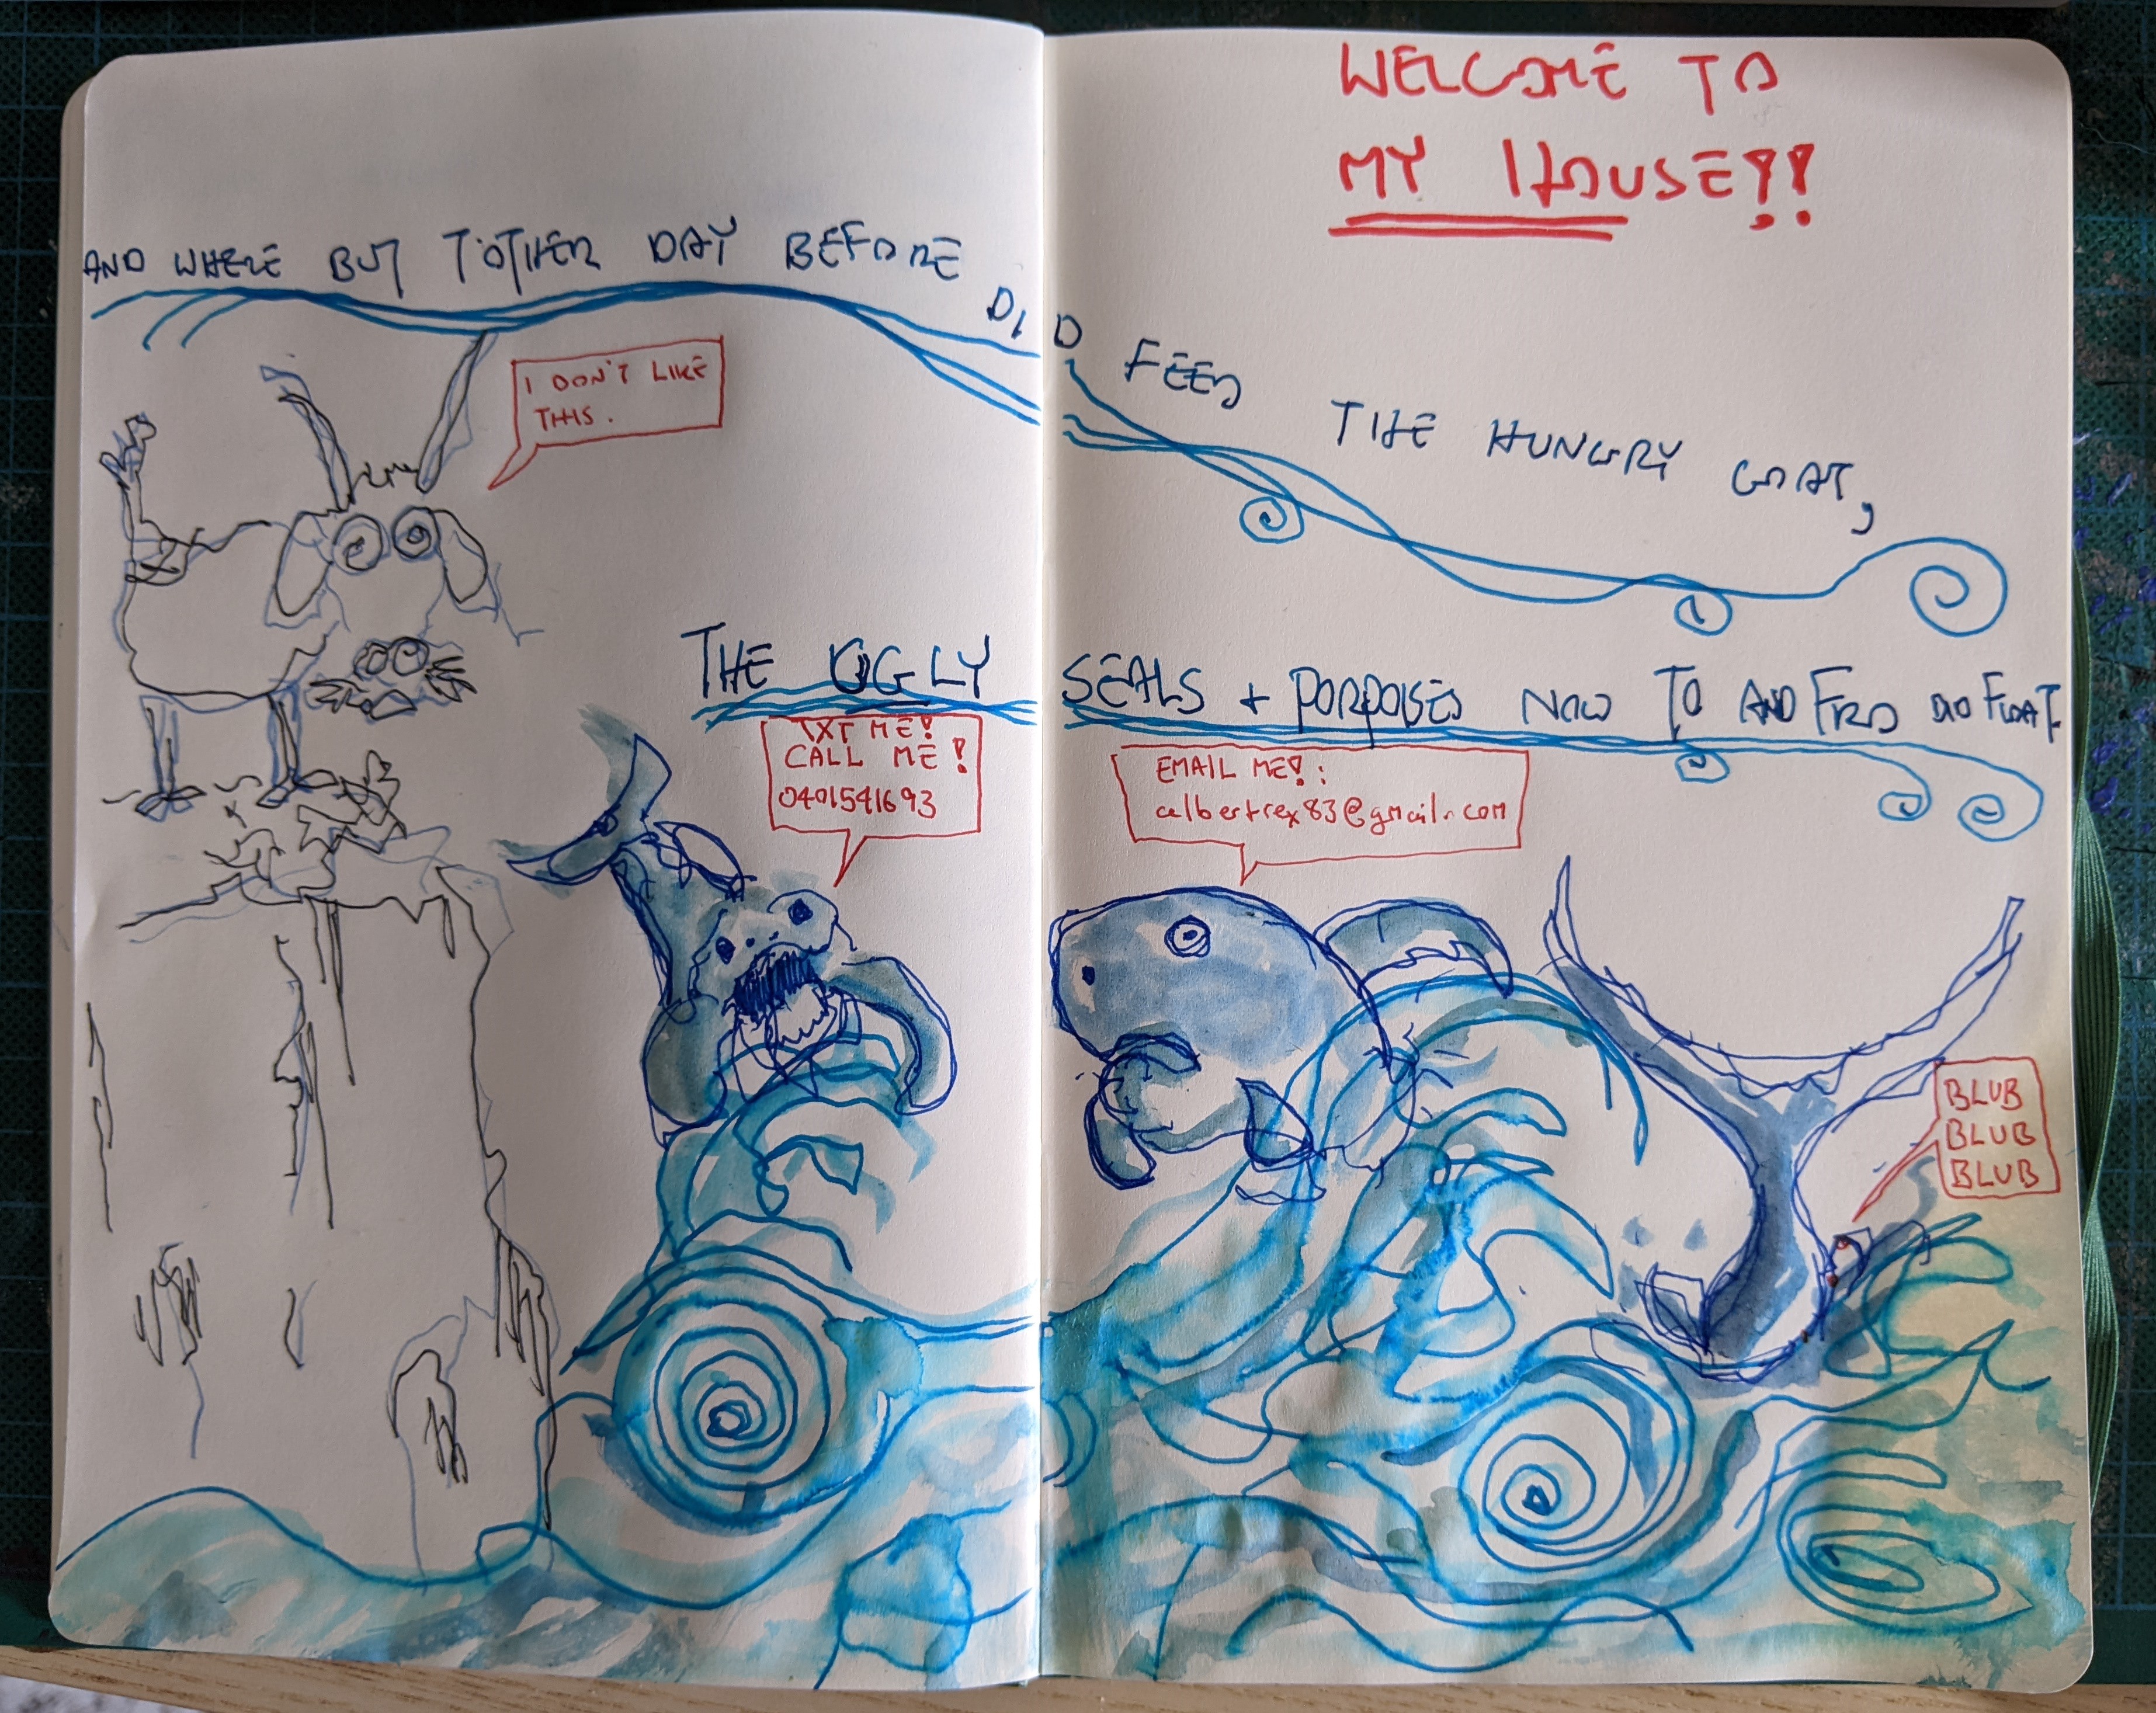 WELCOME TO
MY HOUSE!!
AND WHERE BUT TOTHER DAY BEFORE DID FEED THE HUNGRY GOAT,
I DON'T LIKE
THIS.
THE UGLY SEALS + PORPOISES NOW TO AND FRO DO FLOAT.
TXT ME!
CALL ME!
0401541693
EMAIL ME!:
calbertrex83@gmail.com
BLUB
BLUB
BLUB